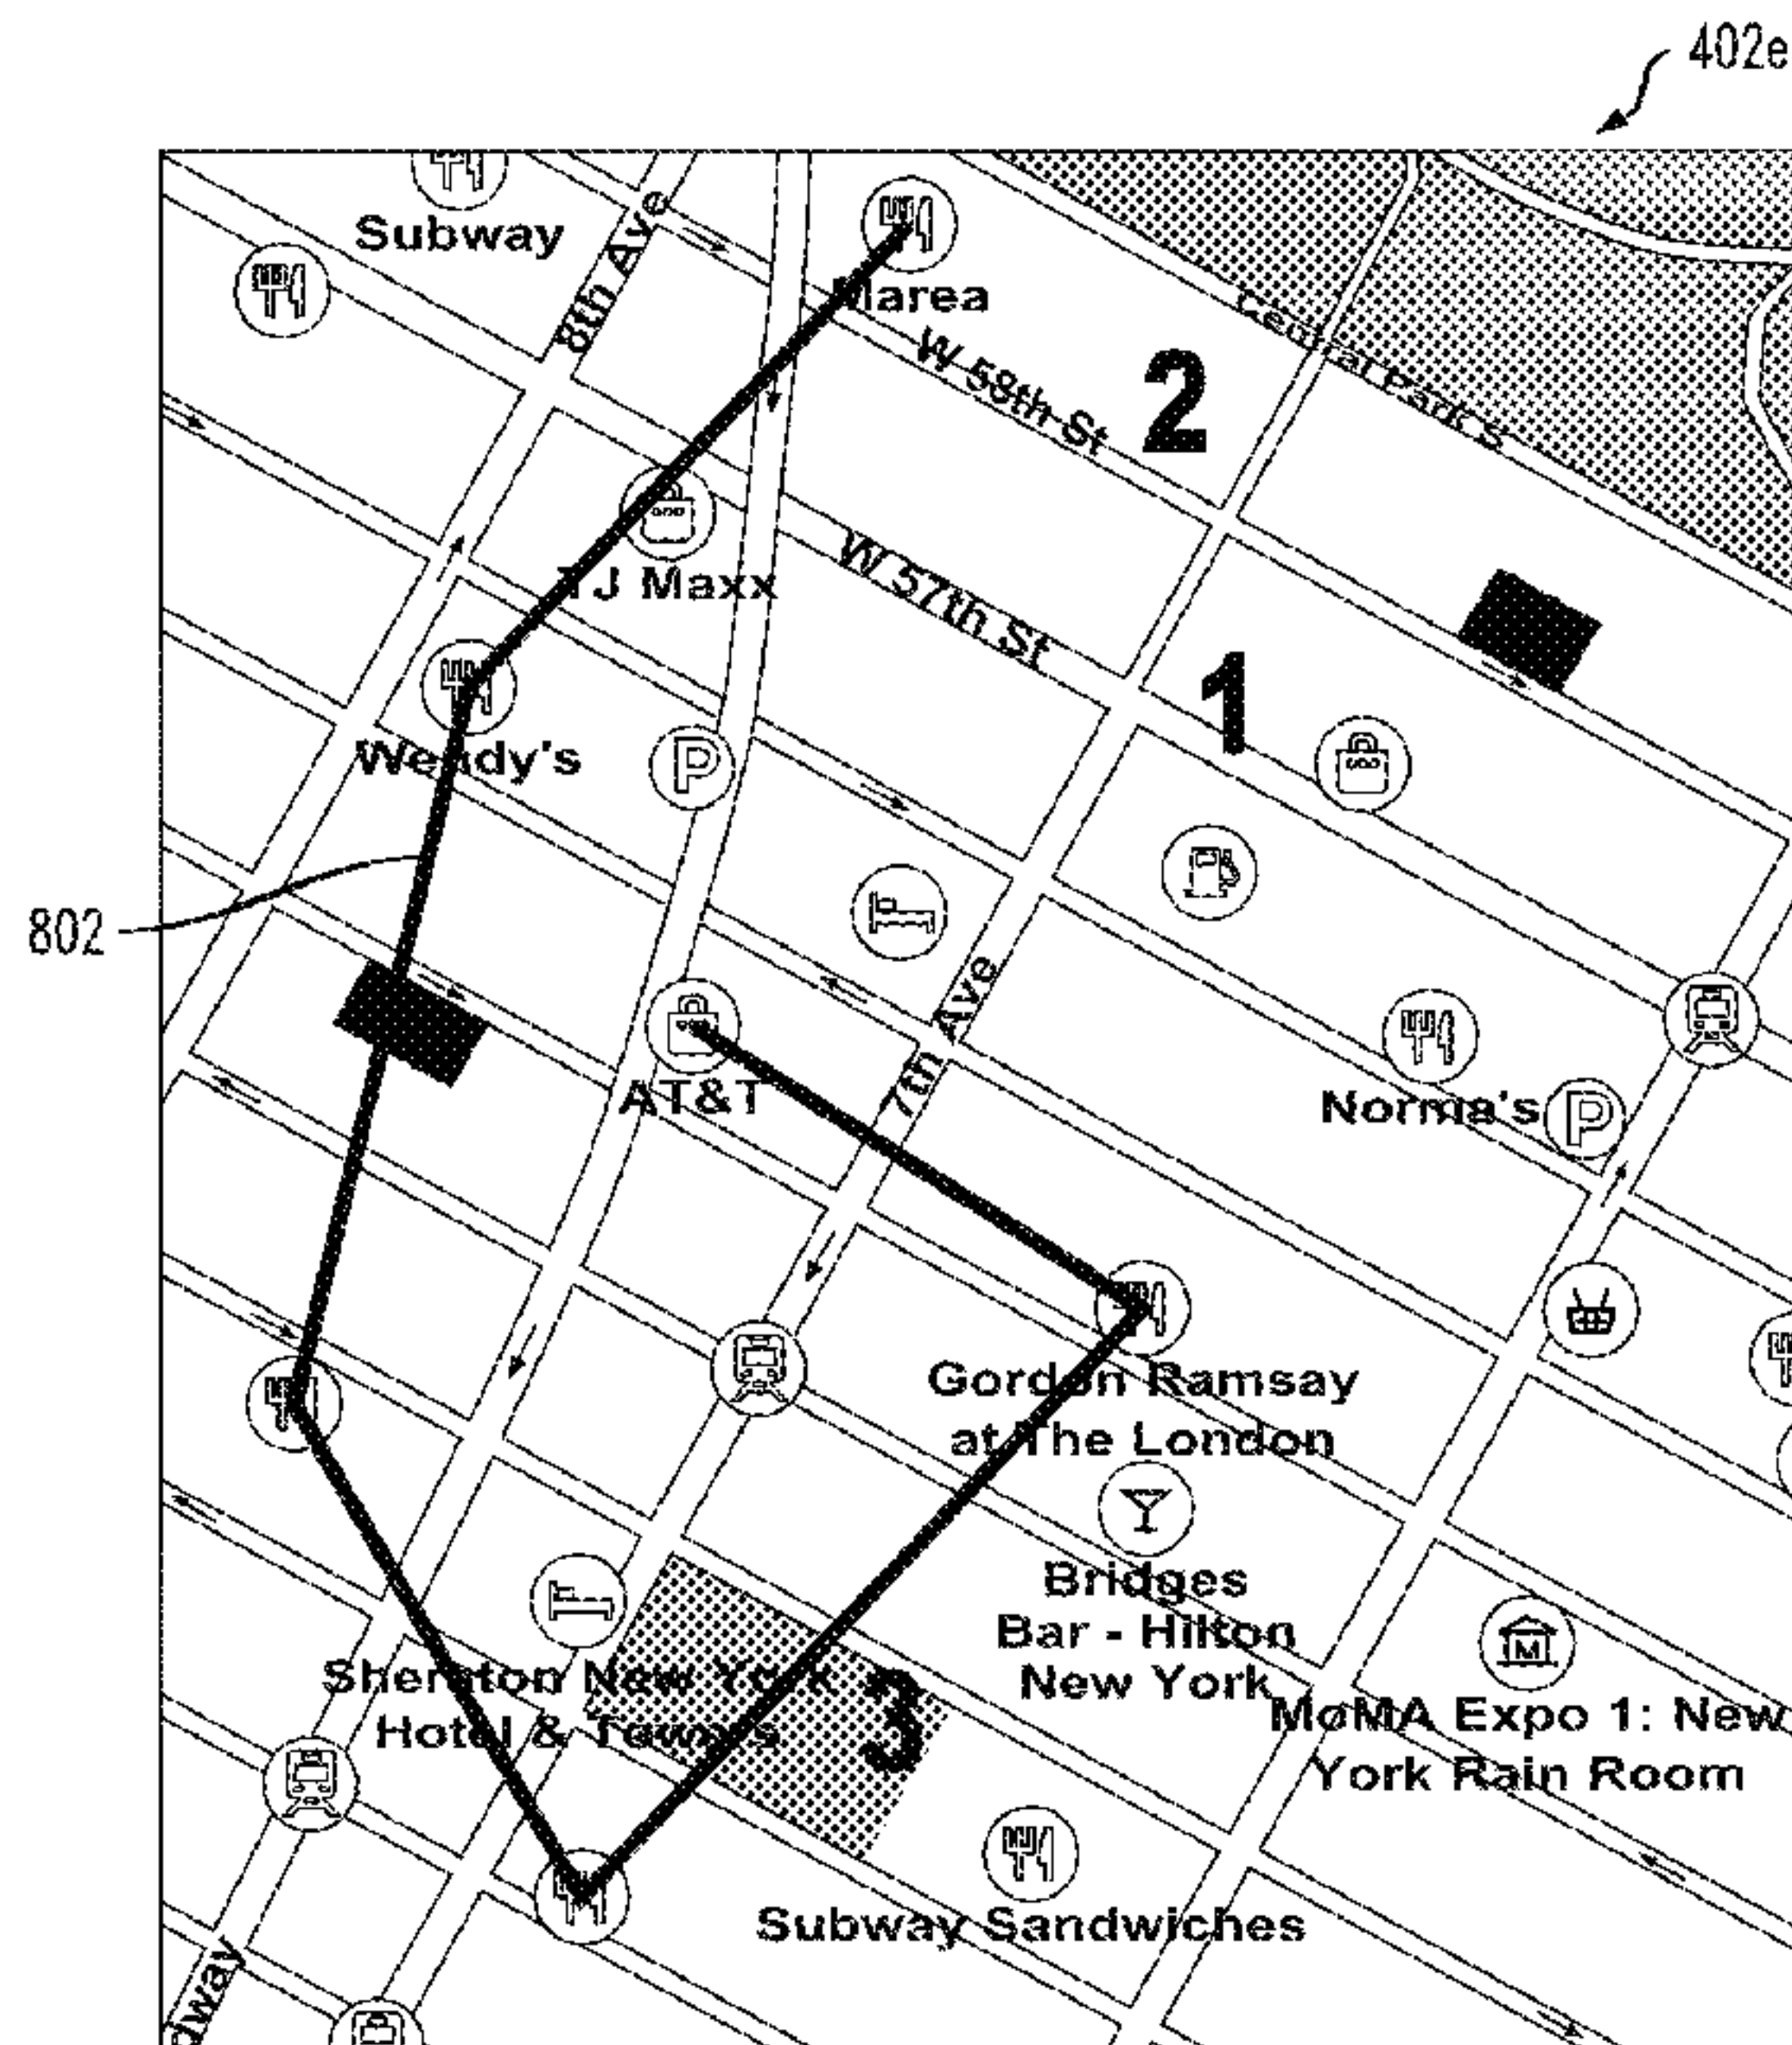 402e
Subway
8th Ave
Marea
W 58th St
2
Central Park S
TJ Maxx
W 57th St
1
Wendy's
P
802
AT&T
7th Ave
Norma's
P
Gordon Ramsay
at The London
Bridges
Bar - Hilton
New York
Sheraton New York
Hotel & Towers
3
M
MoMA Expo 1: New
York Rain Room
Subway Sandwiches
dway